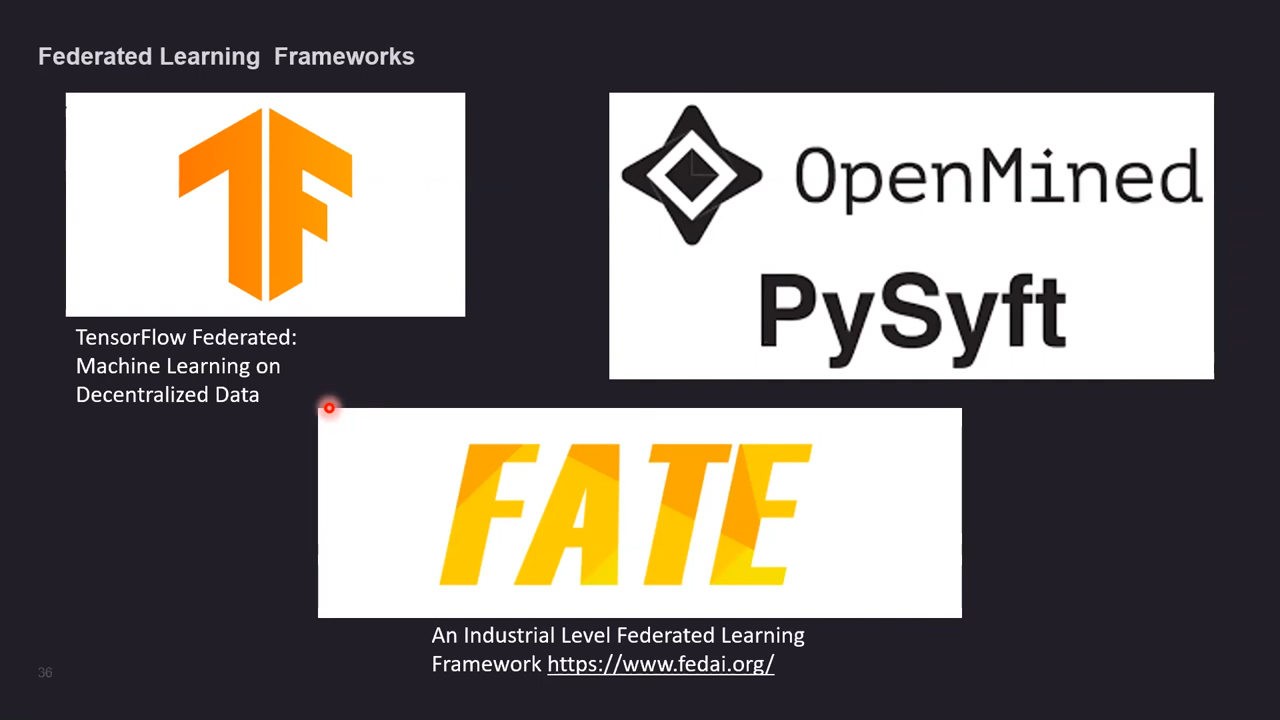 Federated Learning  Frameworks
TF
OpenMined
PySyft
TensorFlow Federated:
Machine Learning on
Decentralized Data
FATE
An Industrial Level Federated Learning
Framework https://www.fedai.org/
36